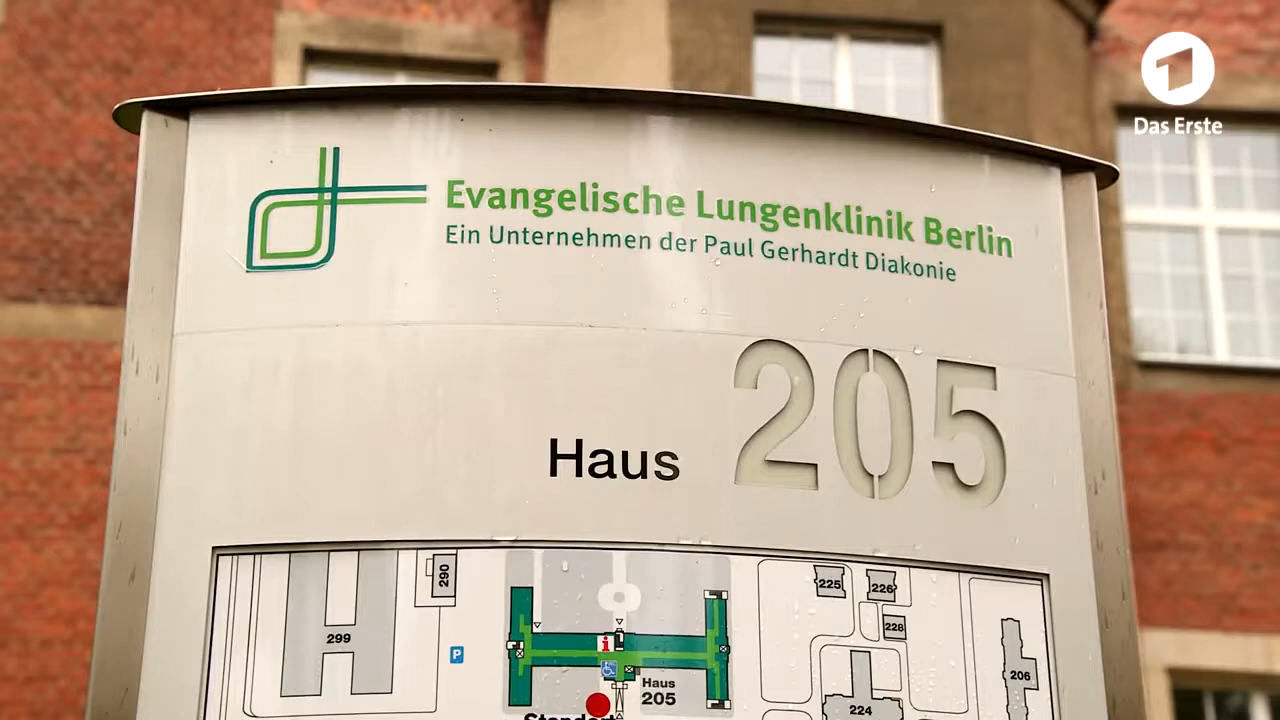 Das Erste
Evangelische Lungenklinik Berlin
Ein Unternehmen der Paul Gerhardt Diakonie
Haus 205
290
299
P
i
Haus
205
225
226
228
224
206
Standort